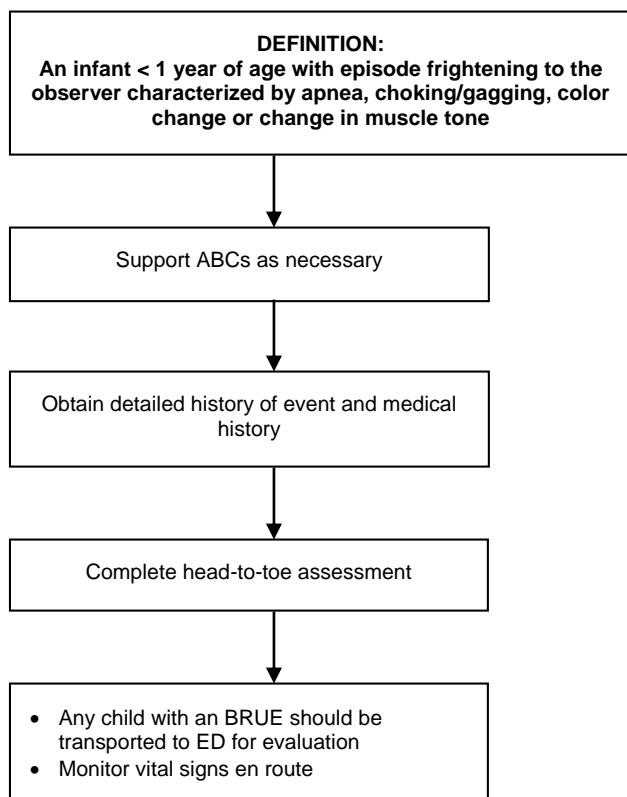 DEFINITION:
An infant < 1 year of age with episode frightening to the
observer characterized by apnea, choking/gagging, color
change or change in muscle tone
Support ABCs as necessary
Obtain detailed history of event and medical
history
Complete head-to-toe assessment
• Any child with an BRUE should be
transported to ED for evaluation
• Monitor vital signs en route